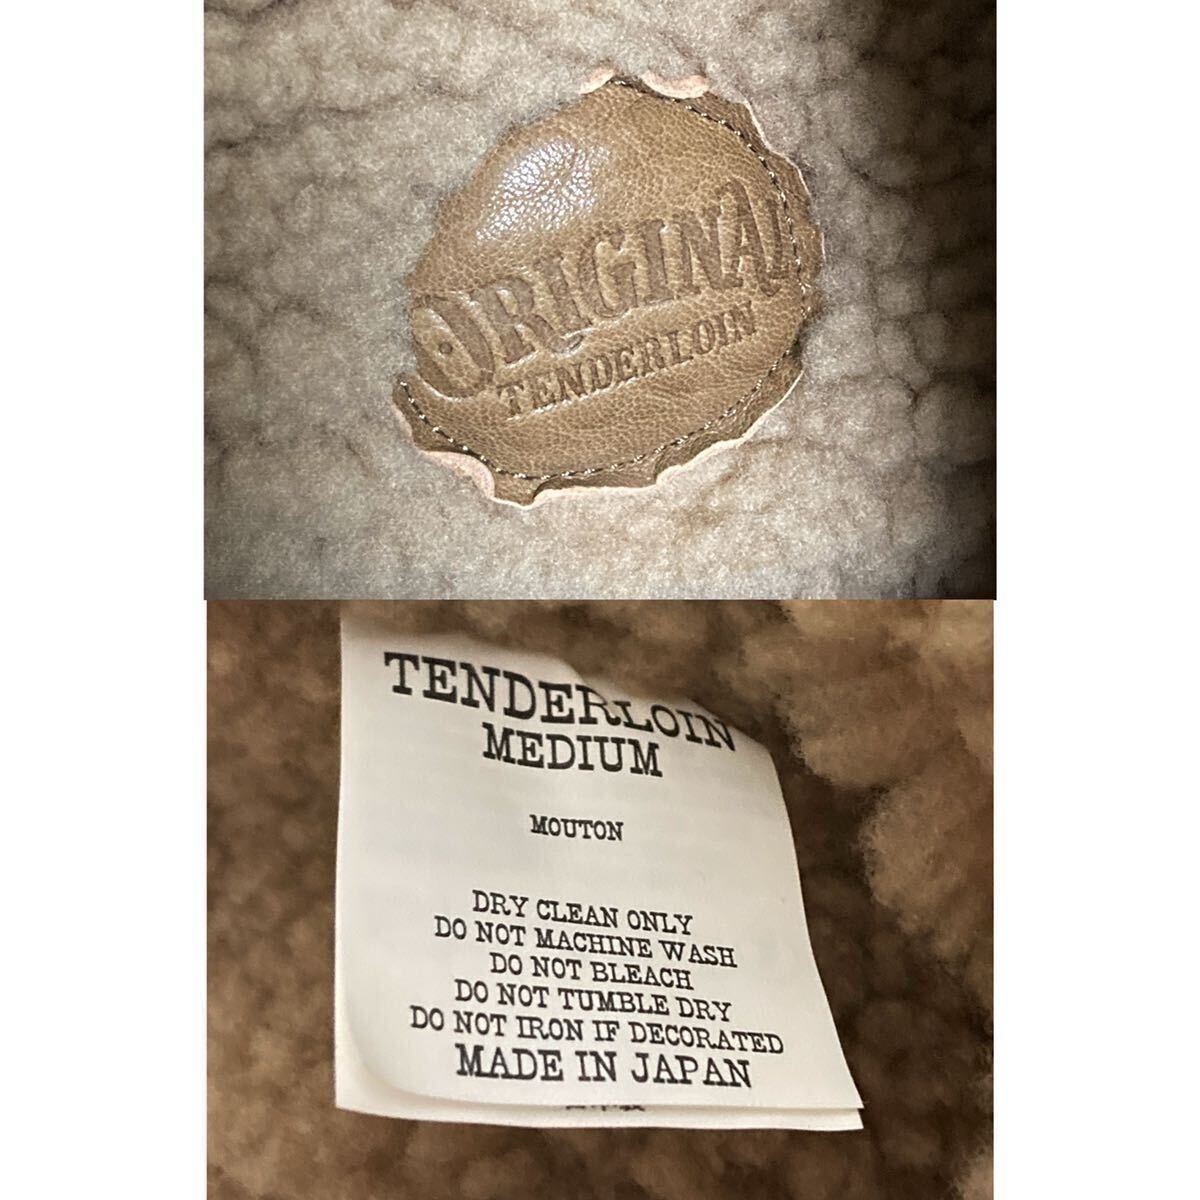 ORIGINAL
TENDERLOIN
TENDERLOIN
MEDIUM
MOUTON
DRY CLEAN ONLY
DO NOT MACHINE WASH
DO NOT BLEACH
DO NOT TUMBLE DRY
DO NOT IRON IF DECORATED
MADE IN JAPAN